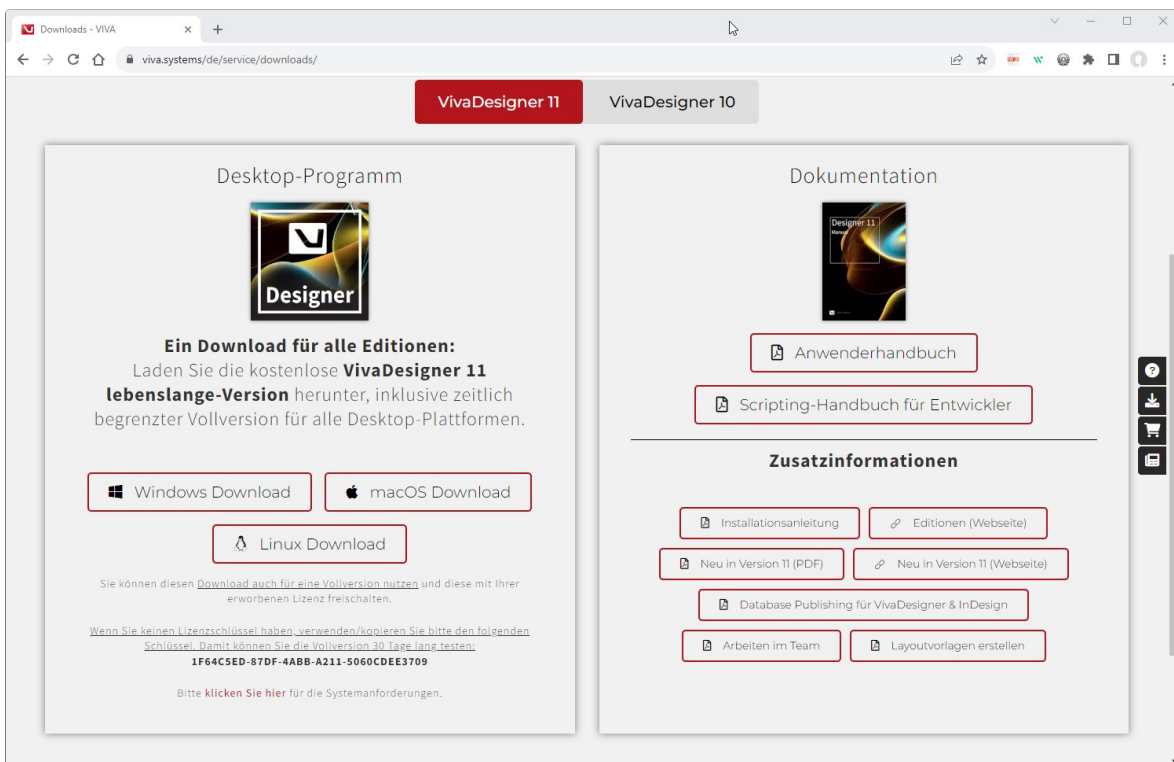 Downloads - VIVA
viva.systems/de/service/downloads/
VivaDesigner 11
VivaDesigner 10
Desktop-Programm
Designer
Ein Download für alle Editionen:
Laden Sie die kostenlose VivaDesigner 11
lebenslange-Version herunter, inklusive zeitlich
begrenzter Vollversion für alle Desktop-Plattformen.
Windows Download
macOS Download
Linux Download
Sie können diesen Download auch für eine Vollversion nutzen und diese mit Ihrer
erworbenen Lizenz freischalten.
Wenn Sie keinen Lizenzschlüssel haben, verwenden/kopieren Sie bitte den folgenden
Schlüssel. Damit können Sie die Vollversion 30 Tage lang testen:
1F64C5ED-87DF-4ABB-A211-5060CDEE3709
Bitte klicken Sie hier für die Systemanforderungen.
Dokumentation
Designer 11
Manual
Anwenderhandbuch
Scripting-Handbuch für Entwickler
Zusatzinformationen
Installationsanleitung
Editionen (Webseite)
Neu in Version 11 (PDF)
Neu in Version 11 (Webseite)
Database Publishing für VivaDesigner & InDesign
Arbeiten im Team
Layoutvorlagen erstellen